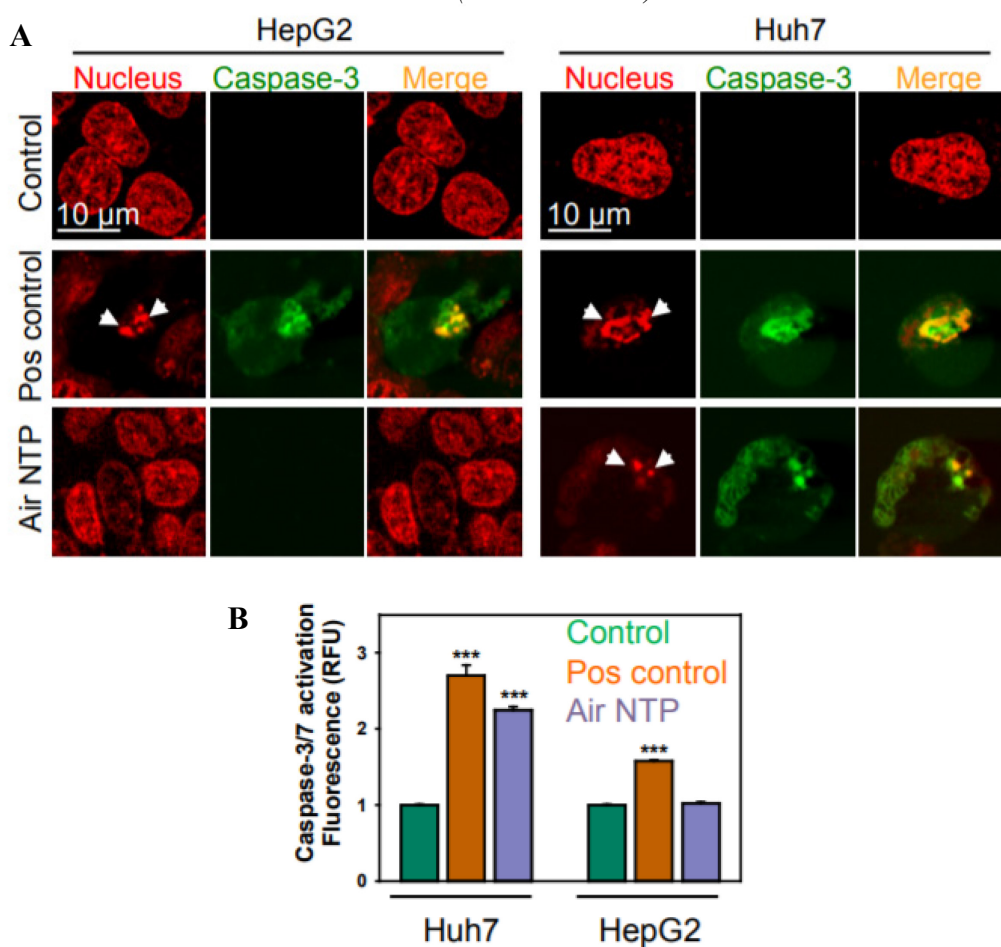 A
HepG2 Huh7
Nucleus Caspase-3 Merge Nucleus Caspase-3 Merge
Control
10 µm 10 µm
Pos control
Air NTP
B
Caspase-3/7 activation
Fluorescence (RFU)
3
2
1
0
Control
Pos control
Air NTP
*** *** ***
Huh7 HepG2